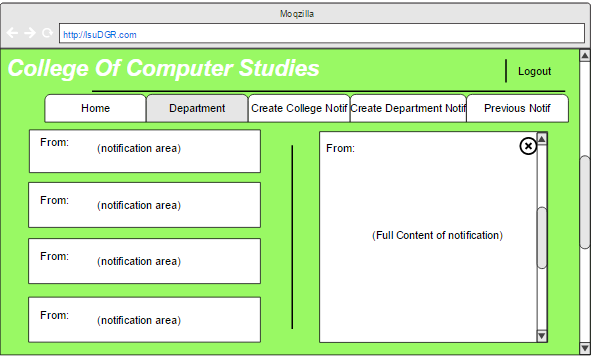 Moqzilla
http://lsuDGR.com
College Of Computer Studies
Logout
Home
Department
Create College Notif
Create Department Notif
Previous Notif
From:
(notification area)
From:
(notification area)
From:
(notification area)
From:
(notification area)
From:
(Full Content of notification)